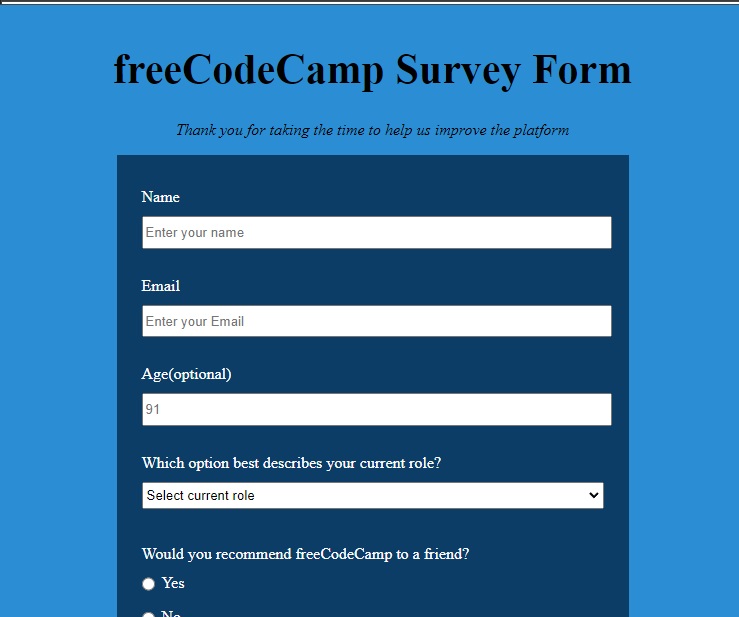 freeCodeCamp Survey Form
Thank you for taking the time to help us improve the platform
Name
Enter your name
Email
Enter your Email
Age(optional)
91
Which option best describes your current role?
Select current role
Would you recommend freeCodeCamp to a friend?
Yes
No